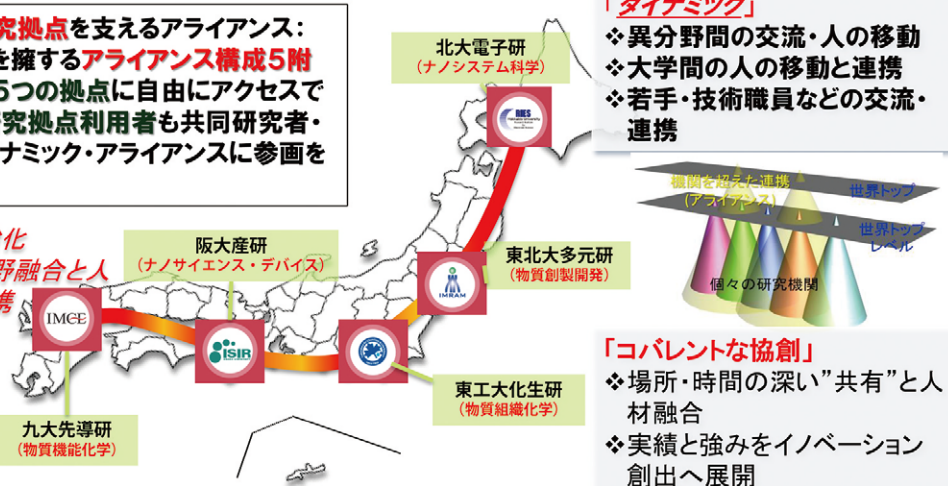 究拠点を支えるアライアンス：
を擁するアライアンス構成５附
５つの拠点に自由にアクセスで
究拠点利用者も共同研究者・
ナミック・アライアンスに参画を
化
野融合と人
携
北大電子研
（ナノシステム科学）
RIES
阪大産研
（ナノサイエンス・デバイス）
東北大多元研
（物質創製開発）
IMRAM
IMCE
ISIR
東工大化生研
（物質組織化学）
九大先導研
（物質機能化学）
「ダイナミック」
❖異分野間の交流・人の移動
❖大学間の人の移動と連携
❖若手・技術職員などの交流・
連携
機関を超えた連携
（アライアンス）
世界トップ
世界トップ
レベル
個々の研究機関
「コバレントな協創」
❖場所・時間の深い”共有”と人
材融合
❖実績と強みをイノベーション
創出へ展開